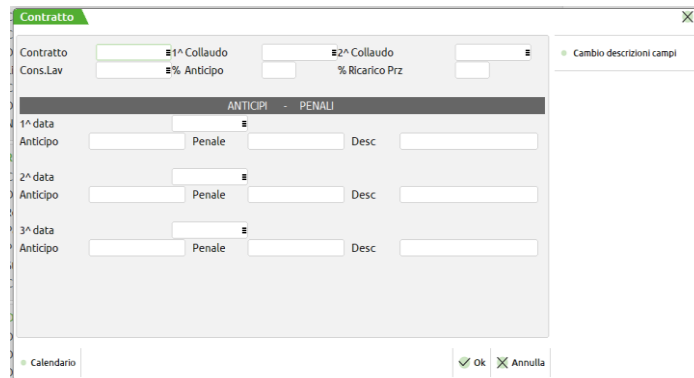 Contratto
Contratto 1^ Collaudo 2^ Collaudo
Cons.Lav % Anticipo % Ricarico Prz
Cambio descrizioni campi
ANTICIPI - PENALI
1^ data
Anticipo Penale Desc
2^ data
Anticipo Penale Desc
3^ data
Anticipo Penale Desc
Calendario Ok Annulla